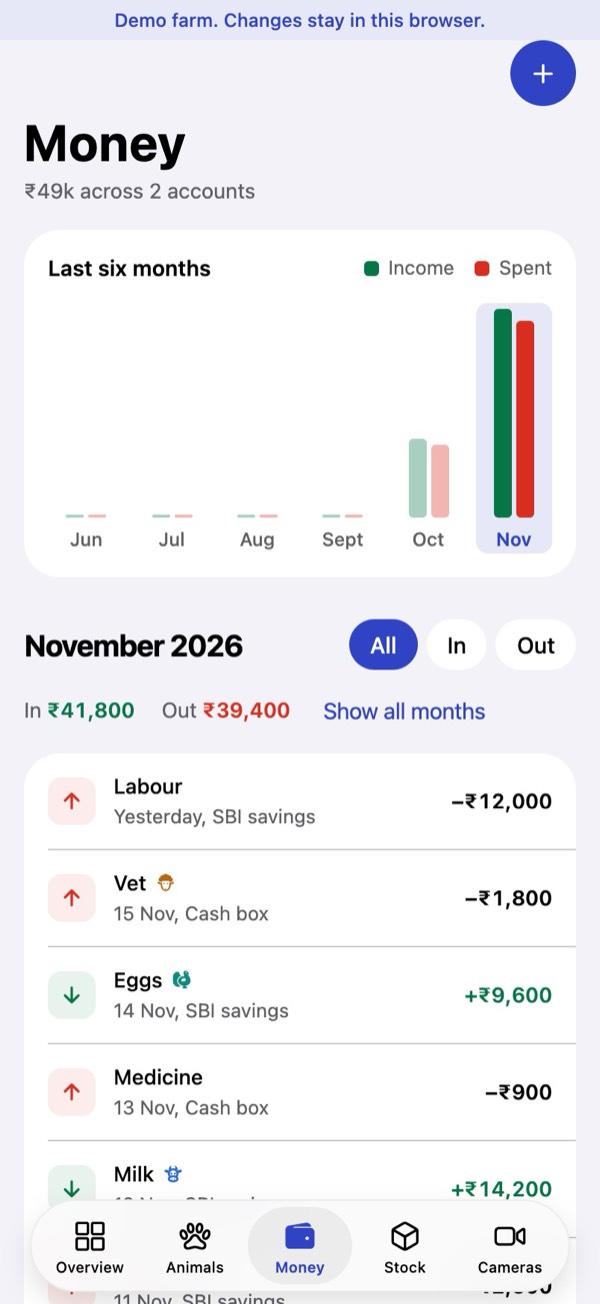 Demo farm. Changes stay in this browser.
Money
₹49k across 2 accounts
Last six months
Income
Spent
Jun
Jul
Aug
Sept
Oct
Nov
November 2026
All
In
Out
In ₹41,800
Out ₹39,400
Show all months
Labour
Yesterday, SBI savings
−₹12,000
Vet
15 Nov, Cash box
−₹1,800
Eggs
14 Nov, SBI savings
+₹9,600
Medicine
13 Nov, Cash box
−₹900
Milk
+₹14,200
Overview
Animals
Money
Stock
Cameras
11 Nov, SBI savings